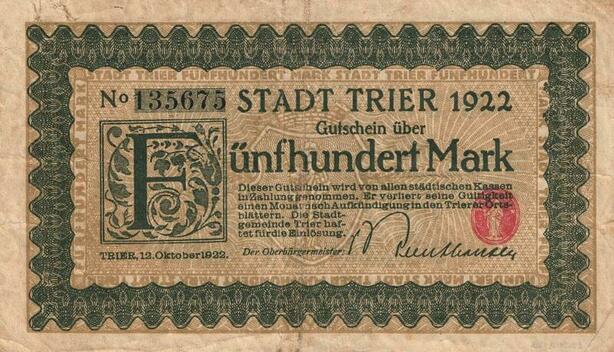 STADT TRIER FÜNFHUNDERT MARK STADT TRIER FÜNFHUNDERT
No 135675 STADT TRIER 1922
Gutschein über
Fünfhundert Mark
Dieser Gutschein wird von allen städtischen Kassen
in Zahlung genommen. Er verliert seine Gültigkeit
einen Monat nach Aufkündigung in den Trierer Orts-
blättern. Die Stadt-
gemeinde Trier haf-
tet für die Einlösung.
TRIER, 12. Oktober 1922.
Der Oberbürgermeister: